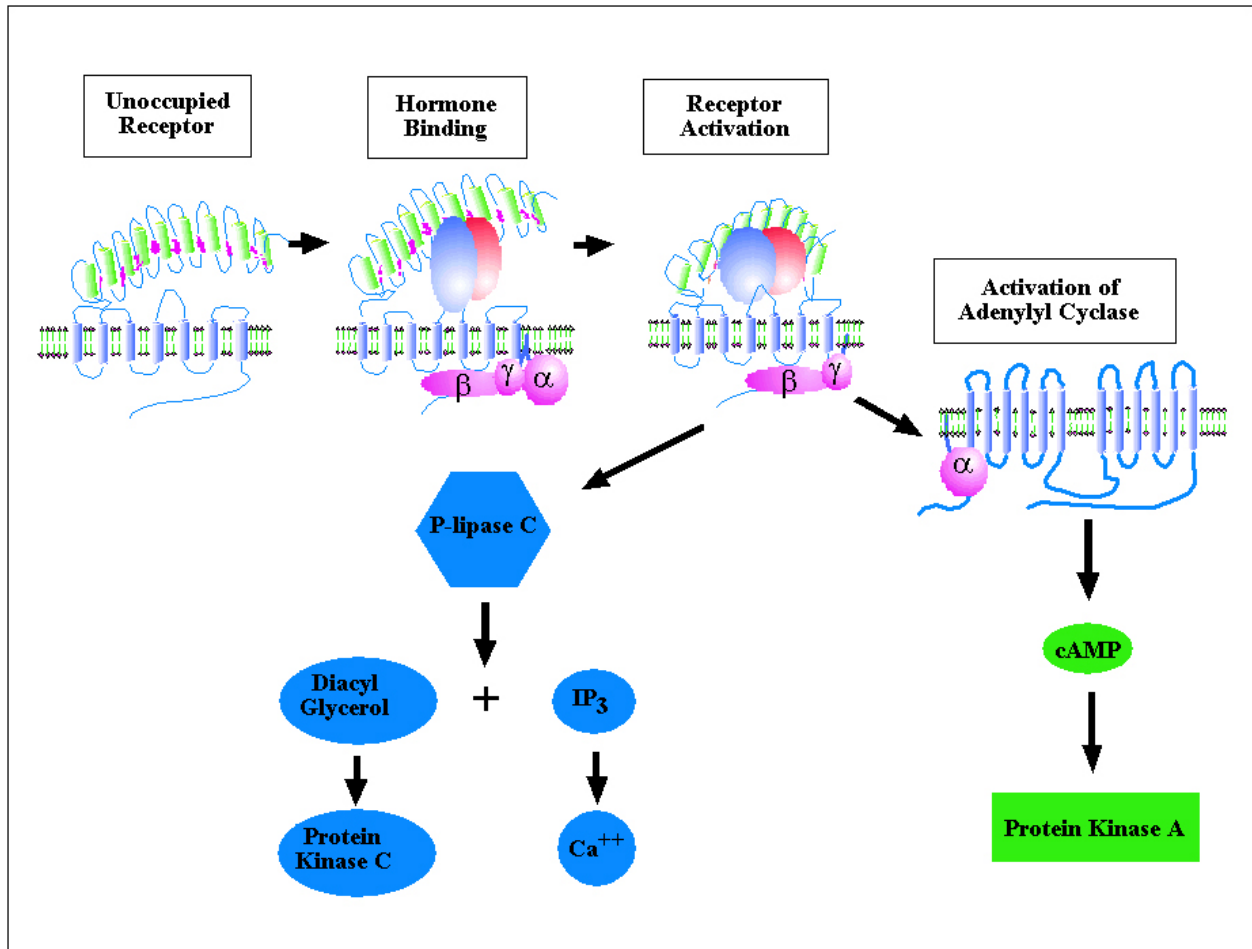 Unoccupied
Receptor
Hormone
Binding
Receptor
Activation
Activation of
Adenylyl Cyclase
β
γ
α
β
γ
α
P-lipase C
cAMP
Diacyl
Glycerol
+
IP3
Protein
Kinase C
Ca++
Protein Kinase A